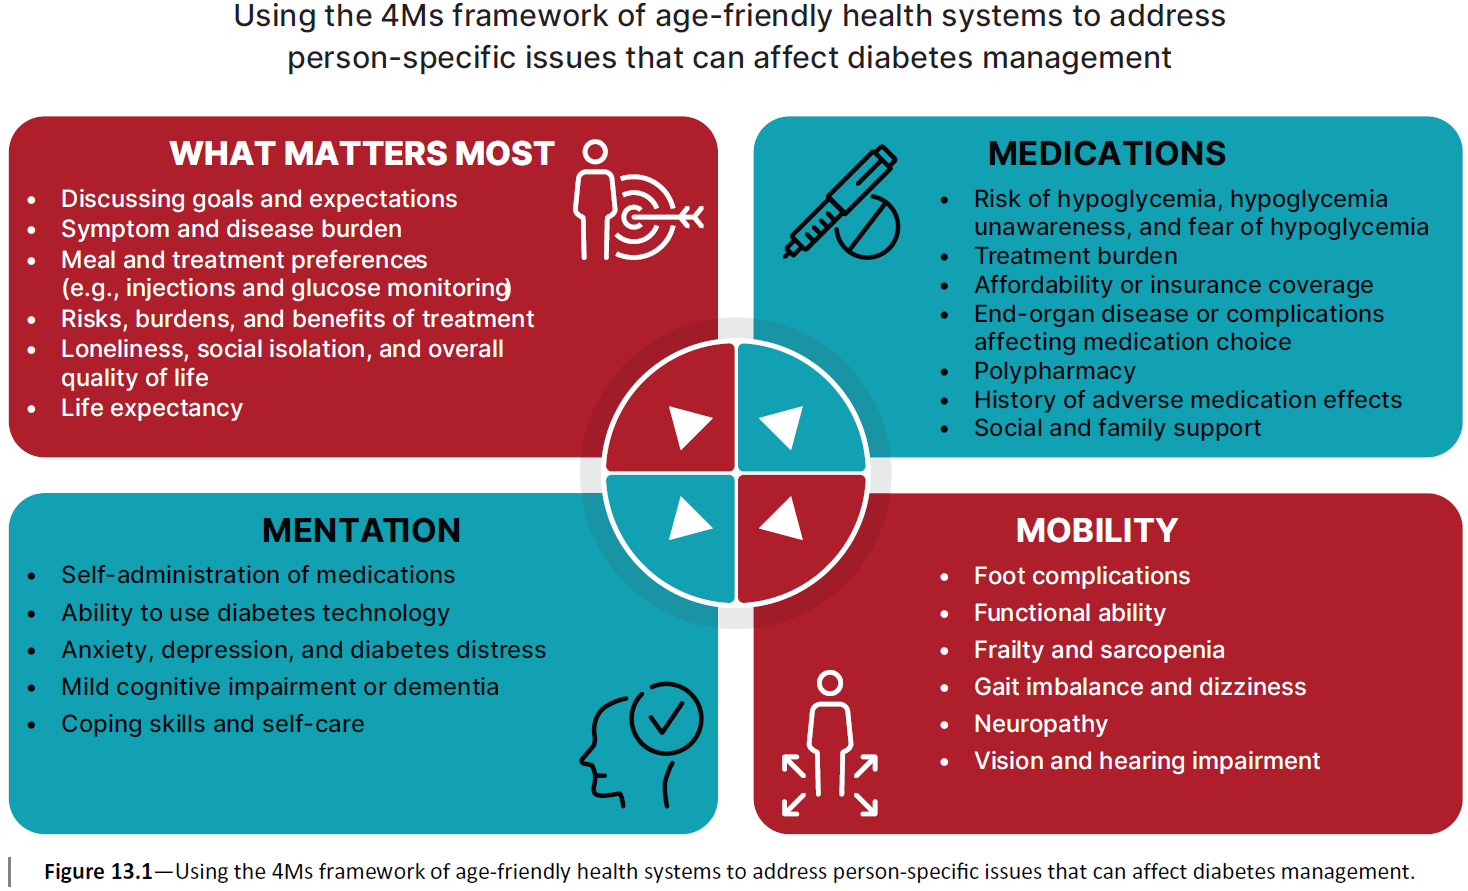 Using the 4Ms framework of age-friendly health systems to address
person-specific issues that can affect diabetes management
WHAT MATTERS MOST
• Discussing goals and expectations
• Symptom and disease burden
• Meal and treatment preferences
(e.g., injections and glucose monitoring)
• Risks, burdens, and benefits of treatment
• Loneliness, social isolation, and overall
quality of life
• Life expectancy
MEDICATIONS
• Risk of hypoglycemia, hypoglycemia
unawareness, and fear of hypoglycemia
• Treatment burden
• Affordability or insurance coverage
• End-organ disease or complications
affecting medication choice
• Polypharmacy
• History of adverse medication effects
• Social and family support
MENTATION
• Self-administration of medications
• Ability to use diabetes technology
• Anxiety, depression, and diabetes distress
• Mild cognitive impairment or dementia
• Coping skills and self-care
MOBILITY
• Foot complications
• Functional ability
• Frailty and sarcopenia
• Gait imbalance and dizziness
• Neuropathy
• Vision and hearing impairment
Figure 13.1—Using the 4Ms framework of age-friendly health systems to address person-specific issues that can affect diabetes management.